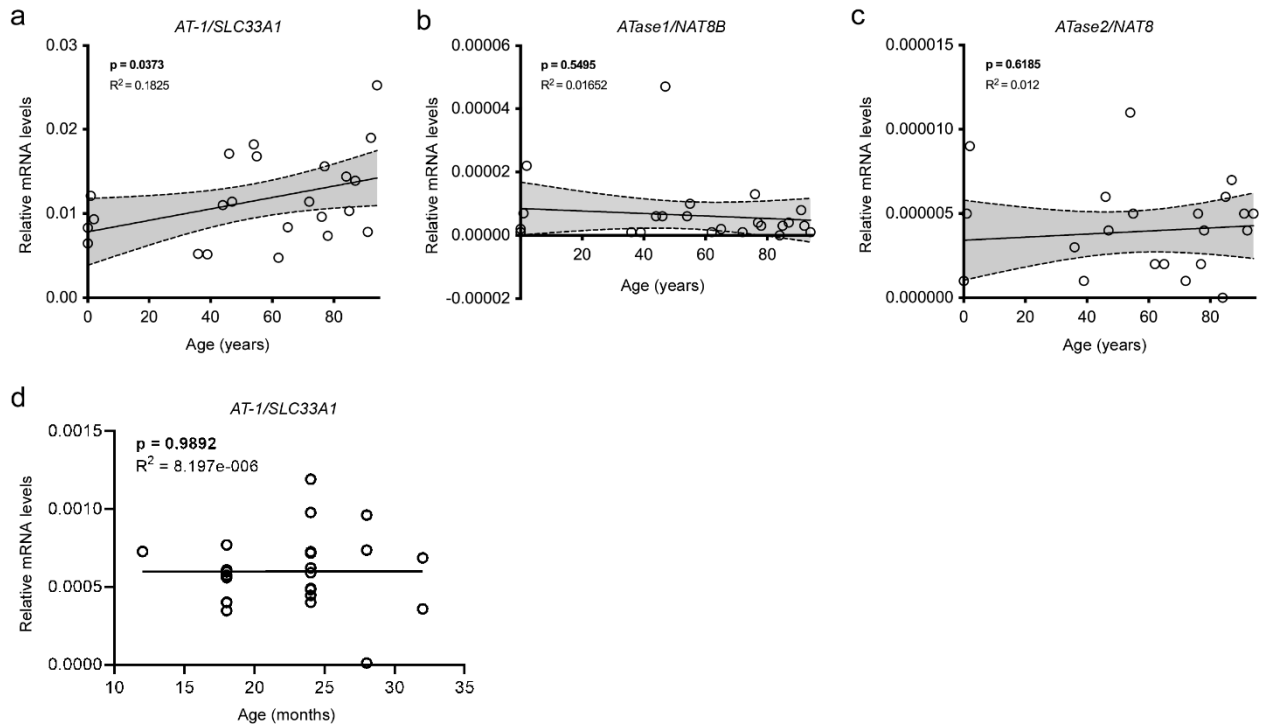 a
AT-1/SLC33A1
0.03
0.02
0.01
0.00
Relative mRNA levels
p = 0.0373
R² = 0.1825
0 20 40 60 80
Age (years)
b
ATase1/NAT8B
0.00006
0.00004
0.00002
0.00000
-0.00002
Relative mRNA levels
p = 0.5495
R² = 0.01652
20 40 60 80
Age (years)
c
ATase2/NAT8
0.000015
0.000010
0.000005
0.000000
Relative mRNA levels
p = 0.6185
R² = 0.012
0 20 40 60 80
Age (years)
d
AT-1/SLC33A1
0.0015
0.0010
0.0005
0.0000
Relative mRNA levels
p = 0.9892
R² = 8.197e-006
10 15 20 25 30 35
Age (months)